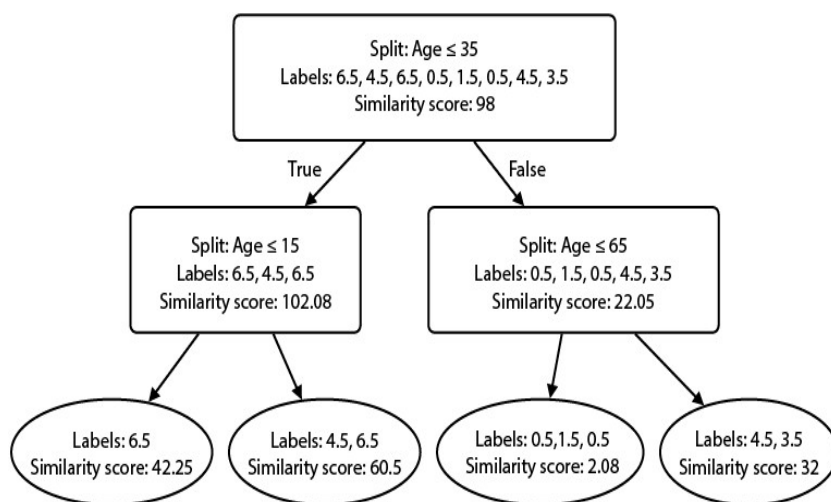 Split: Age ≤ 35
Labels: 6.5, 4.5, 6.5, 0.5, 1.5, 0.5, 4.5, 3.5
Similarity score: 98
True
False
Split: Age ≤ 15
Labels: 6.5, 4.5, 6.5
Similarity score: 102.08
Split: Age ≤ 65
Labels: 0.5, 1.5, 0.5, 4.5, 3.5
Similarity score: 22.05
Labels: 6.5
Similarity score: 42.25
Labels: 4.5, 6.5
Similarity score: 60.5
Labels: 0.5,1.5, 0.5
Similarity score: 2.08
Labels: 4.5, 3.5
Similarity score: 32